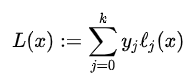 L(x) := \sum_{j=0}^{k} y_j \ell_j(x)